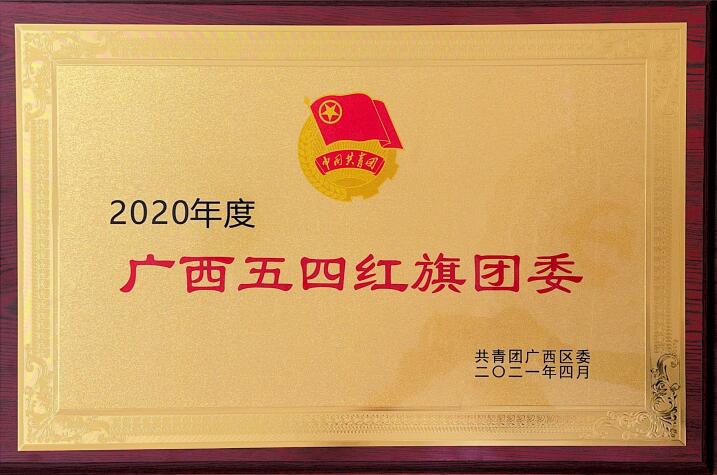 中国共青团
2020年度
广西五四红旗团委
共青团广西区委
二〇二一年四月